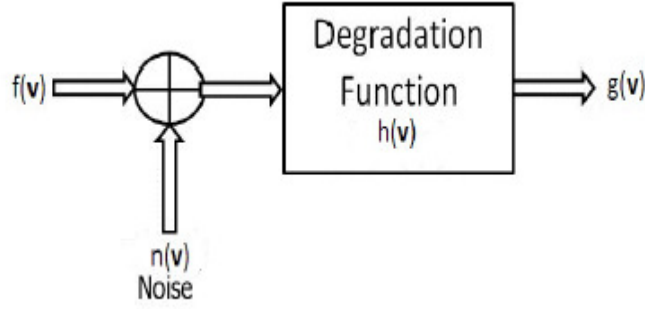 Degradation
Function
h(v)
f(v)
g(v)
n(v)
Noise